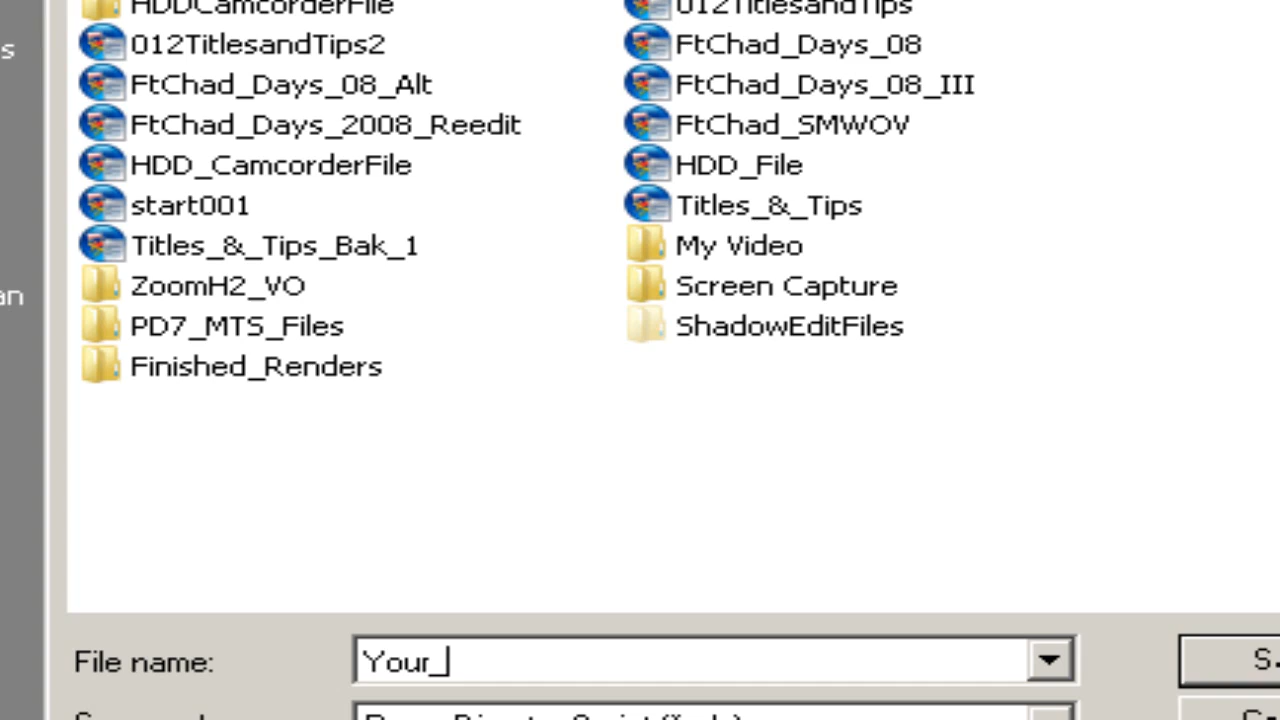 HDDCamcorderFile 012TitlesandTips
s
012TitlesandTips2 FtChad_Days_08
FtChad_Days_08_Alt FtChad_Days_08_III
FtChad_Days_2008_Reedit FtChad_SMWOV
HDD_CamcorderFile HDD_File
start001 Titles_&_Tips
Titles_&_Tips_Bak_1 My Video
an
ZoomH2_VO Screen Capture
PD7_MTS_Files ShadowEditFiles
Finished_Renders
File name: Your_ S.